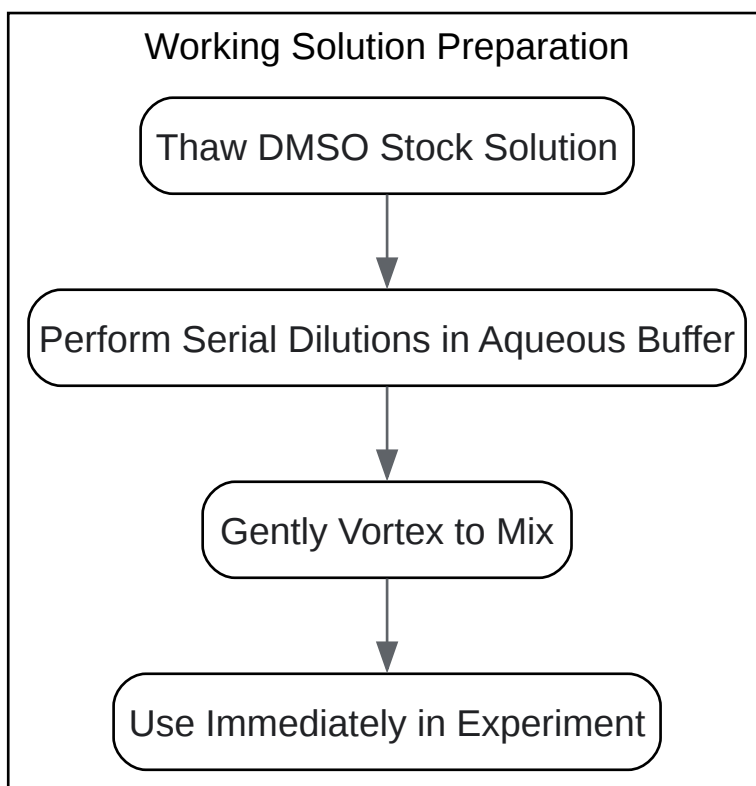 Working Solution Preparation
Thaw DMSO Stock Solution
Perform Serial Dilutions in Aqueous Buffer
Gently Vortex to Mix
Use Immediately in Experiment